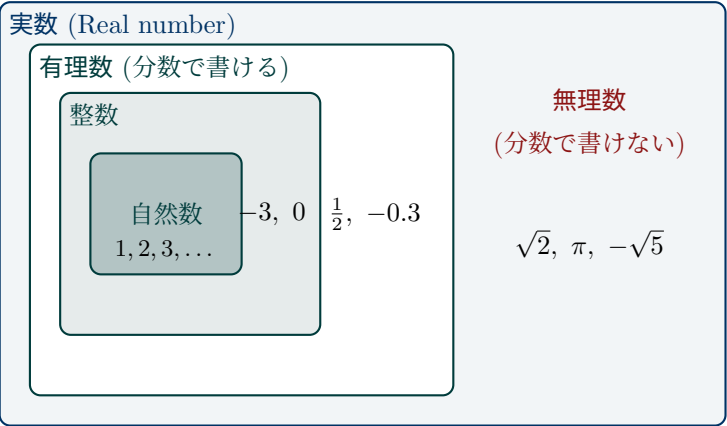 実数 (Real number)
有理数 (分数で書ける)
整数
無理数
(分数で書けない)
自然数
1, 2, 3, . . .
−3, 0
1/2, −0.3
√2, π, −√5